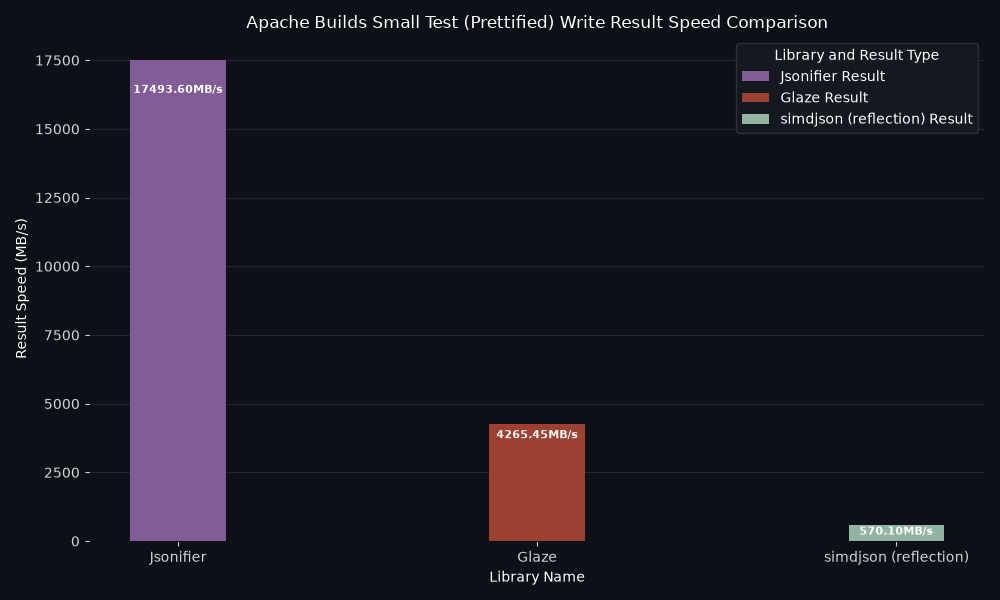 Apache Builds Small Test (Prettified) Write Result Speed Comparison
Library and Result Type
Jsonifier Result
Glaze Result
simdjson (reflection) Result
Result Speed (MB/s)
17500
15000
12500
10000
7500
5000
2500
0
17493.60MB/s
4265.45MB/s
570.10MB/s
Jsonifier
Glaze
simdjson (reflection)
Library Name